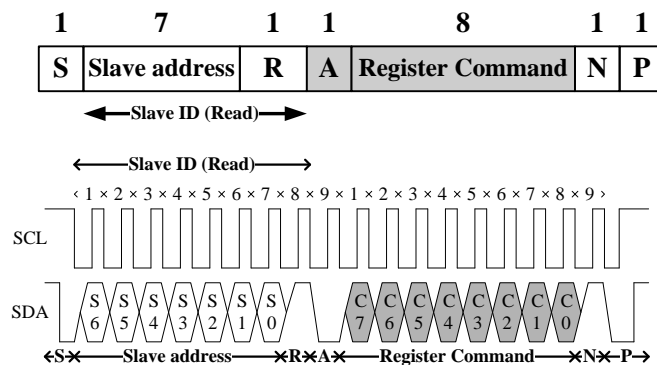 1 7 1 1 8 1 1
S Slave address R A Register Command N P
Slave ID (Read)
Slave ID (Read)
1 × 2 × 3 × 4 × 5 × 6 × 7 × 8 × 9 × 1 × 2 × 3 × 4 × 5 × 6 × 7 × 8 × 9
SCL
SDA S6 S5 S4 S3 S2 S1 S0 C7 C6 C5 C4 C3 C2 C1 C0
S Slave address R A Register Command N P